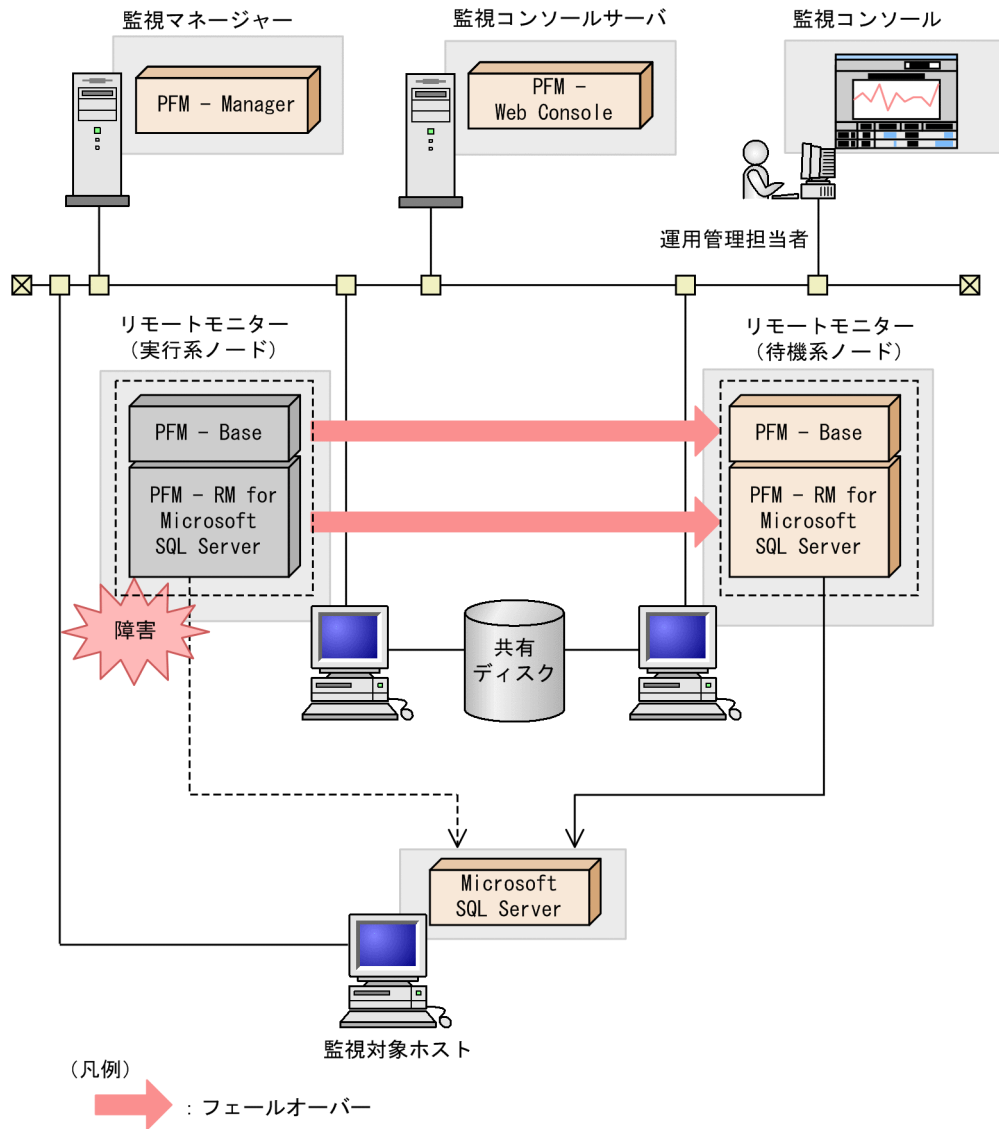 監視マネージャー
監視コンソールサーバ
監視コンソール
PFM - Manager
PFM -
Web Console
運用管理担当者
リモートモニター
(実行系ノード)
リモートモニター
(待機系ノード)
PFM - Base
PFM - RM for
Microsoft
SQL Server
PFM - Base
PFM - RM for
Microsoft
SQL Server
障害
共有
ディスク
Microsoft
SQL Server
監視対象ホスト
(凡例)
: フェールオーバー